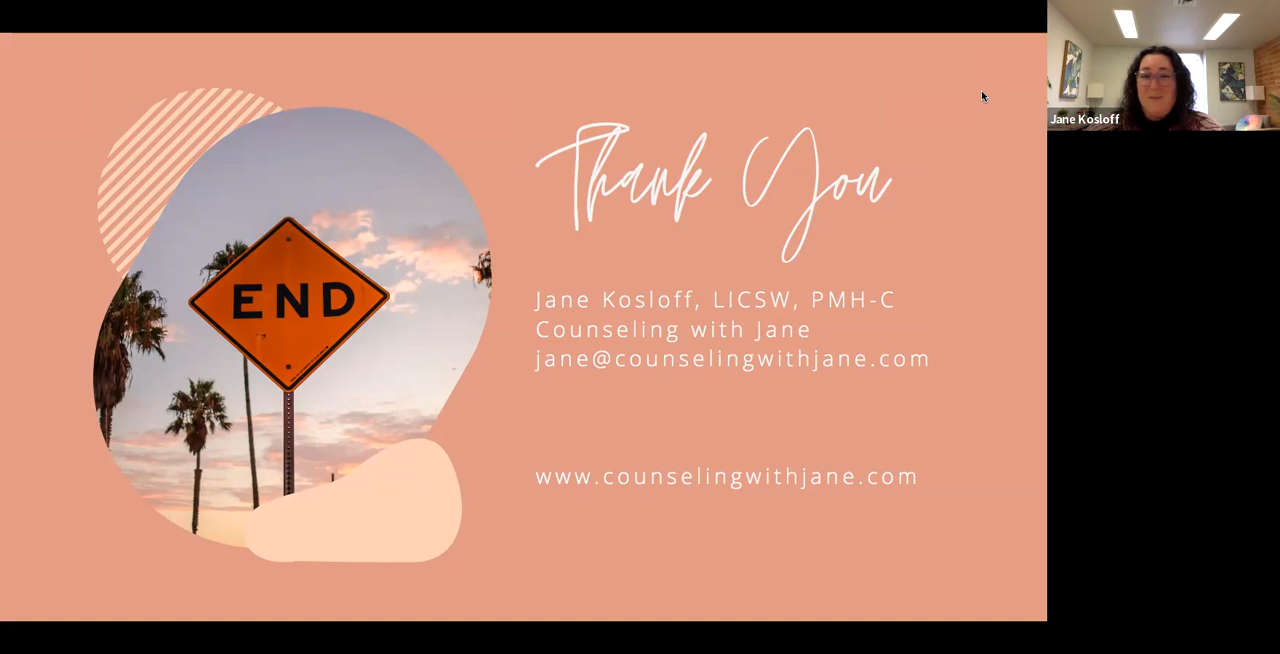 Thank You
END
Jane Kosloff, LICSW, PMH-C
Counseling with Jane
jane@counselingwithjane.com
www.counselingwithjane.com
Jane Kosloff